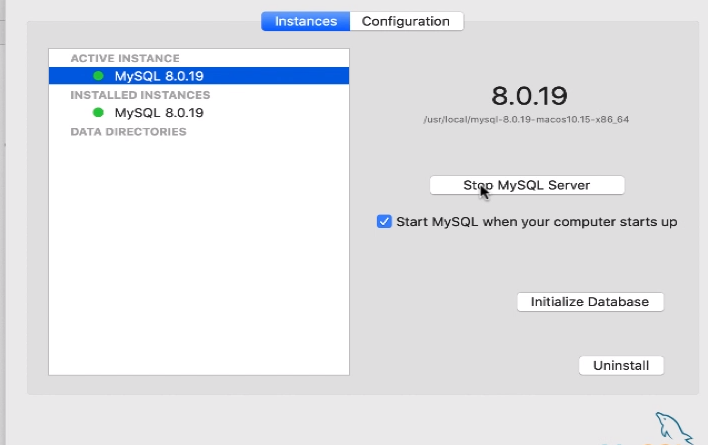 Instances
Configuration
ACTIVE INSTANCE
MySQL 8.0.19
INSTALLED INSTANCES
MySQL 8.0.19
DATA DIRECTORIES
8.0.19
/usr/local/mysql-8.0.19-macos10.15-x86_64
Stop MySQL Server
Start MySQL when your computer starts up
Initialize Database
Uninstall